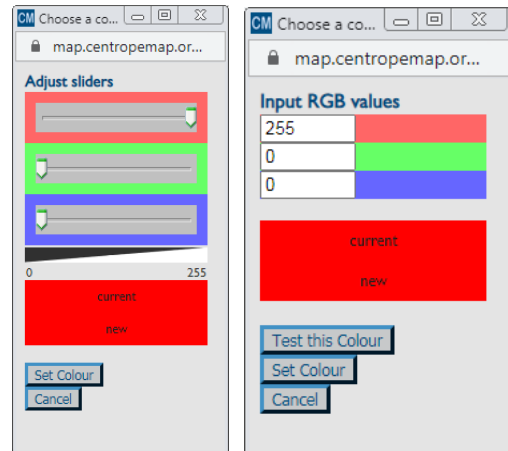 CM Choose a co...
map.centropemap.or...
Adjust sliders
0 255
current
new
Set Colour
Cancel
CM Choose a co...
map.centropemap.or...
Input RGB values
255
0
0
current
new
Test this Colour
Set Colour
Cancel